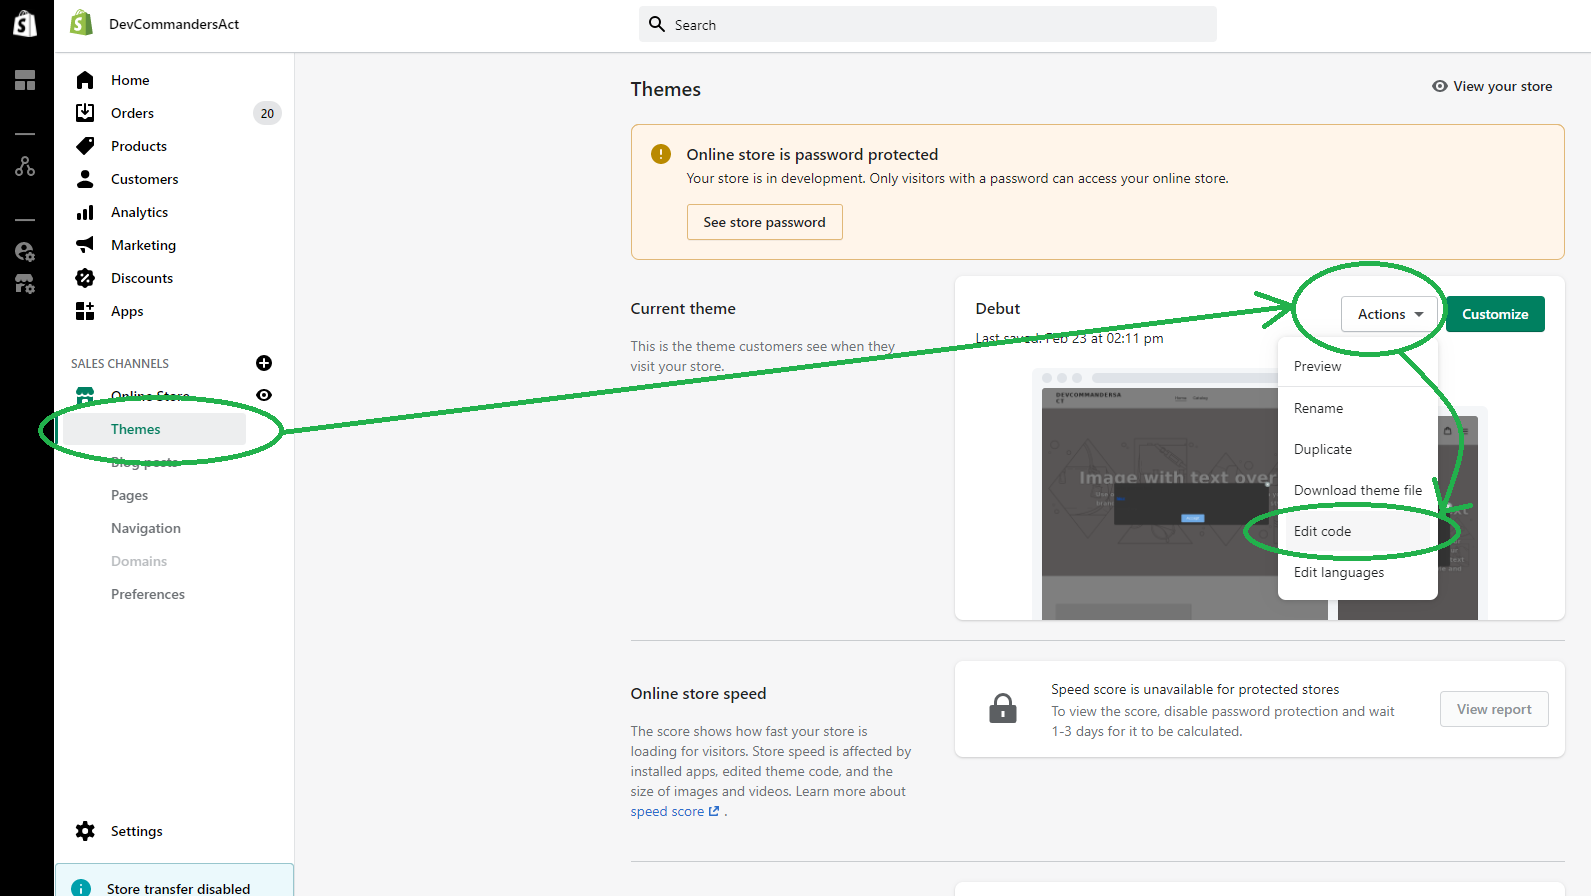 DevCommandersAct
Search
Home
Orders
20
Products
Customers
Analytics
Marketing
Discounts
Apps
SALES CHANNELS
Online Store
Themes
Blog posts
Pages
Navigation
Domains
Preferences
Settings
Store transfer disabled
Themes
View your store
Online store is password protected
Your store is in development. Only visitors with a password can access your online store.
See store password
Current theme
This is the theme customers see when they
visit your store.
Debut
Last saved: Feb 23 at 02:11 pm
Actions
Customize
Preview
Rename
Duplicate
Download theme file
Edit code
Edit languages
DEVCOMMANDERSA
CT
Home
Catalog
Image with text over
Online store speed
The score shows how fast your store is
loading for visitors. Store speed is affected by
installed apps, edited theme code, and the
size of images and videos. Learn more about
speed score .
Speed score is unavailable for protected stores
To view the score, disable password protection and wait
1-3 days for it to be calculated.
View report